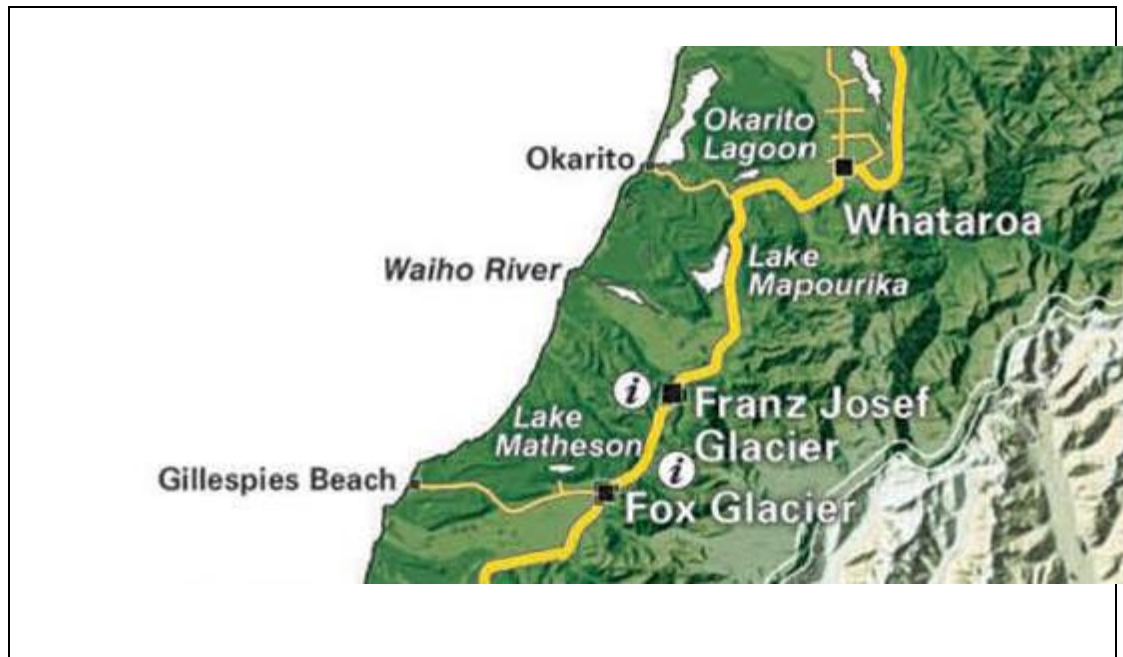 Okarito
Lagoon
Okarito
Whataroa
Waiho River
Lake
Mapourika
i
Franz Josef
Glacier
Lake
Matheson
i
Gillespies Beach
Fox Glacier